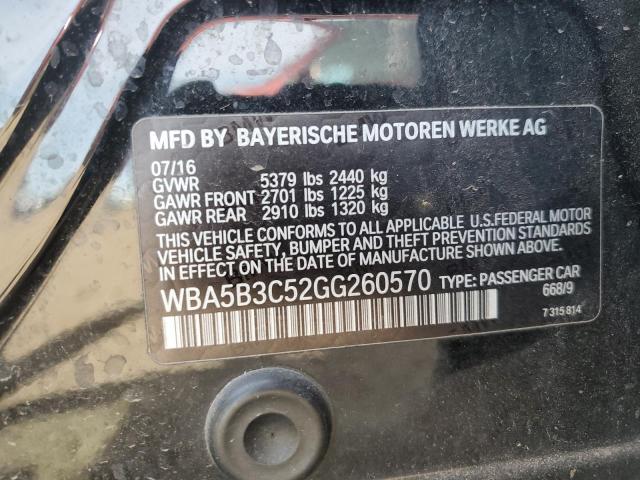 MFD BY BAYERISCHE MOTOREN WERKE AG
07/16
GVWR 5379 lbs 2440 kg
GAWR FRONT 2701 lbs 1225 kg
GAWR REAR 2910 lbs 1320 kg
THIS VEHICLE CONFORMS TO ALL APPLICABLE U.S.FEDERAL MOTOR
VEHICLE SAFETY, BUMPER AND THEFT PREVENTION STANDARDS
IN EFFECT ON THE DATE OF MANUFACTURE SHOWN ABOVE.
WBA5B3C52GG260570 TYPE: PASSENGER CAR
668/9
7 315 814